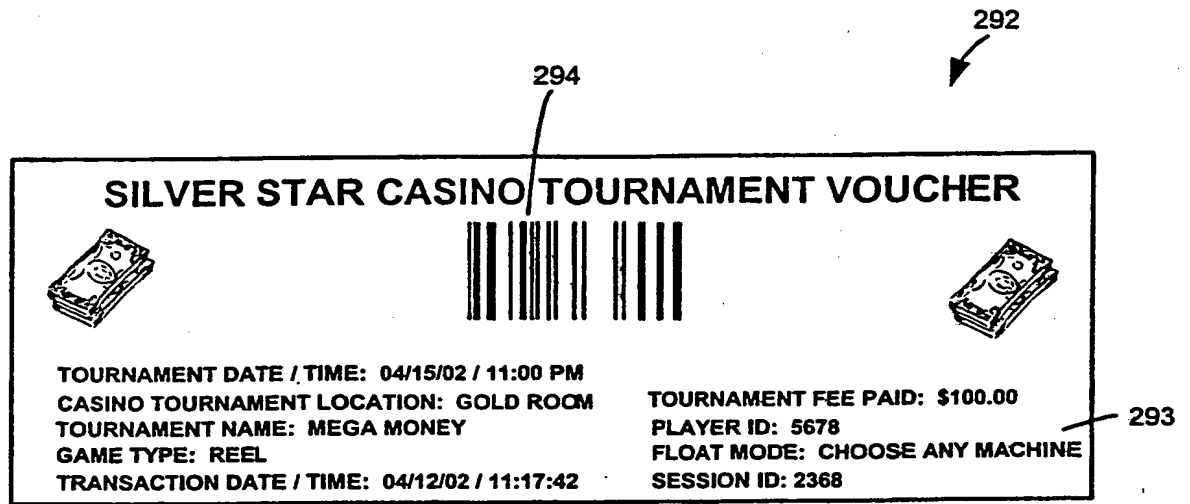 292
294
SILVER STAR CASINO TOURNAMENT VOUCHER
TOURNAMENT DATE / TIME: 04/15/02 / 11:00 PM
CASINO TOURNAMENT LOCATION: GOLD ROOM
TOURNAMENT NAME: MEGA MONEY
GAME TYPE: REEL
TRANSACTION DATE / TIME: 04/12/02 / 11:17:42
TOURNAMENT FEE PAID: $100.00
PLAYER ID: 5678
FLOAT MODE: CHOOSE ANY MACHINE
SESSION ID: 2368
293